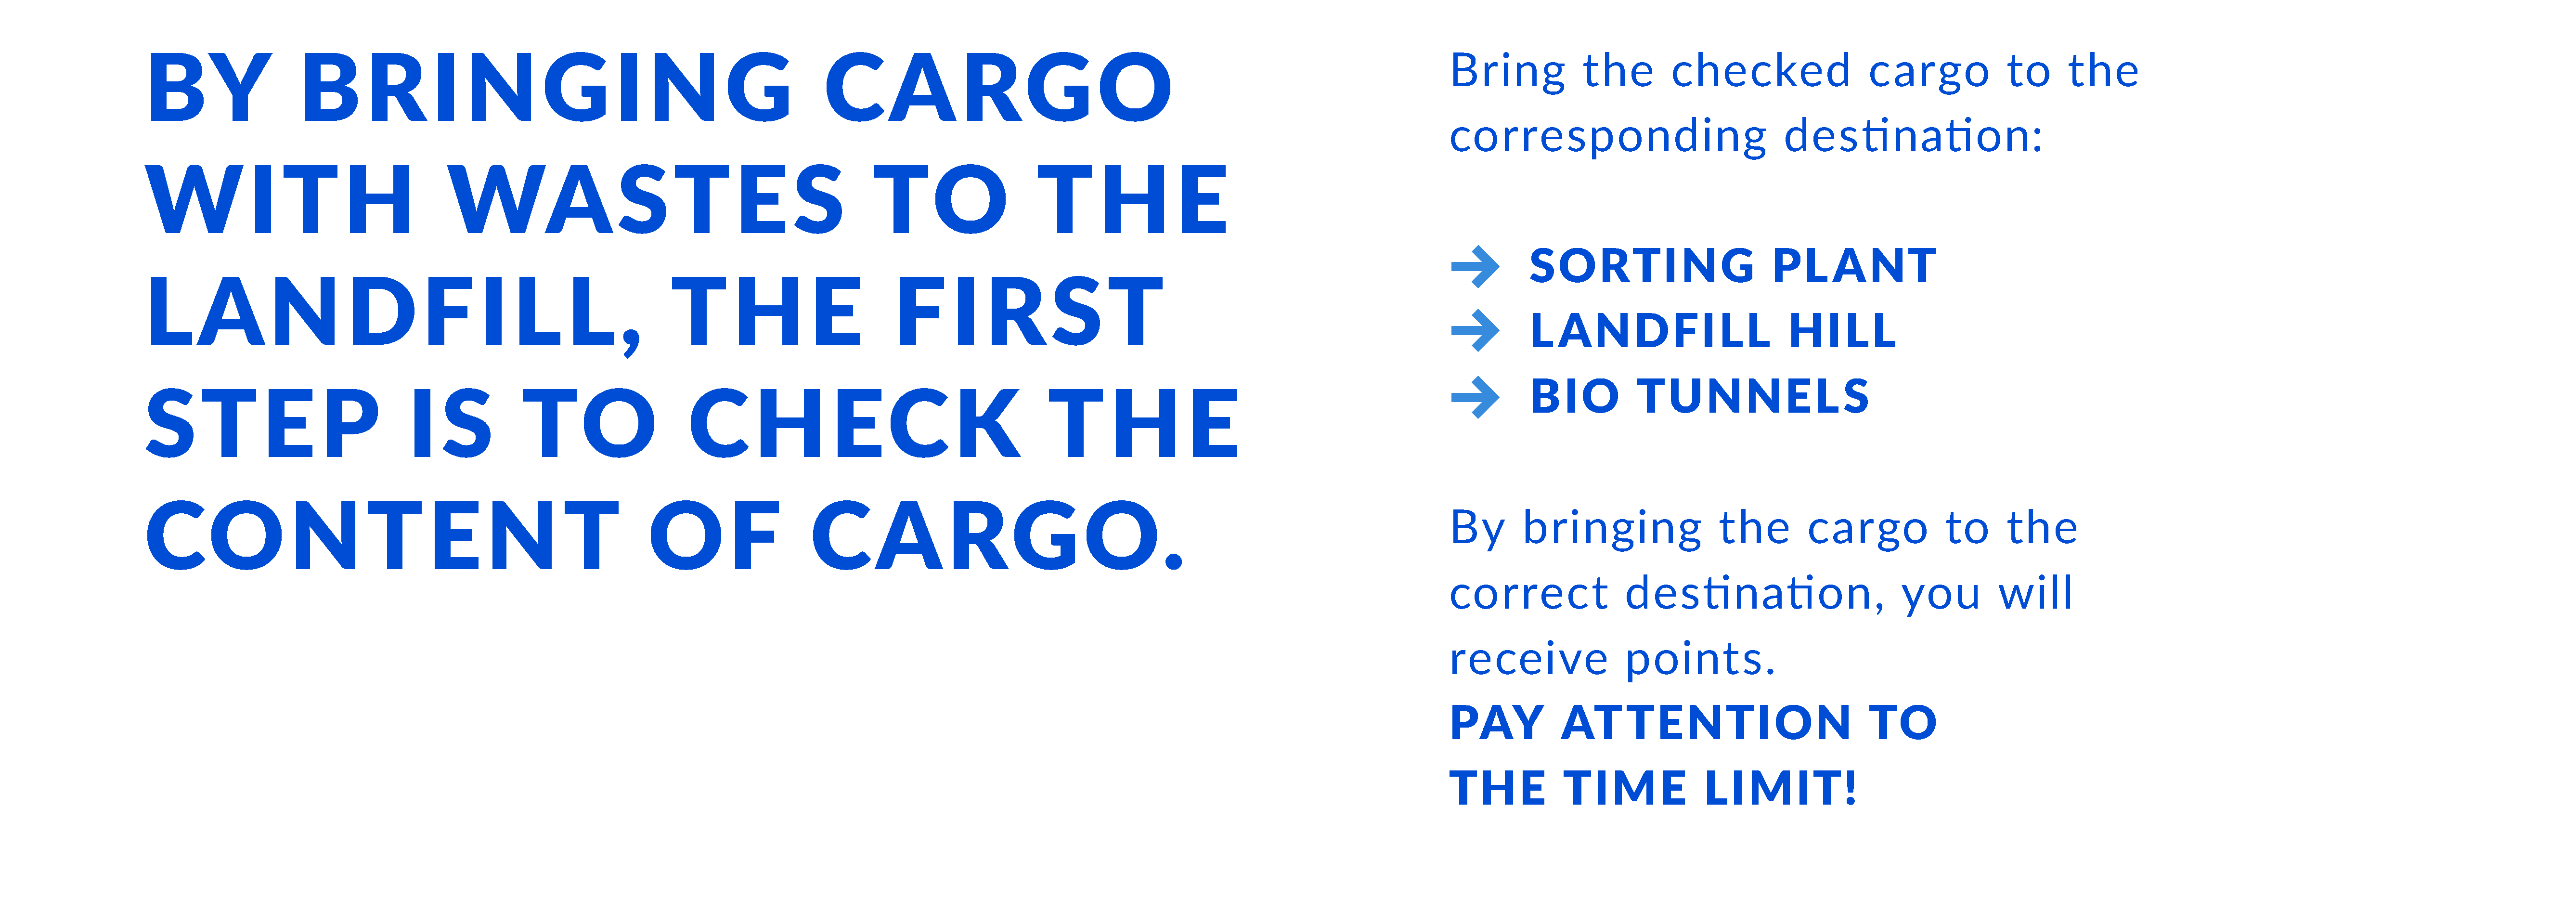 BY BRINGING CARGO
WITH WASTES TO THE
LANDFILL, THE FIRST
STEP IS TO CHECK THE
CONTENT OF CARGO.
Bring the checked cargo to the
corresponding destination:
→ SORTING PLANT
→ LANDFILL HILL
→ BIO TUNNELS
By bringing the cargo to the
correct destination, you will
receive points.
PAY ATTENTION TO
THE TIME LIMIT!